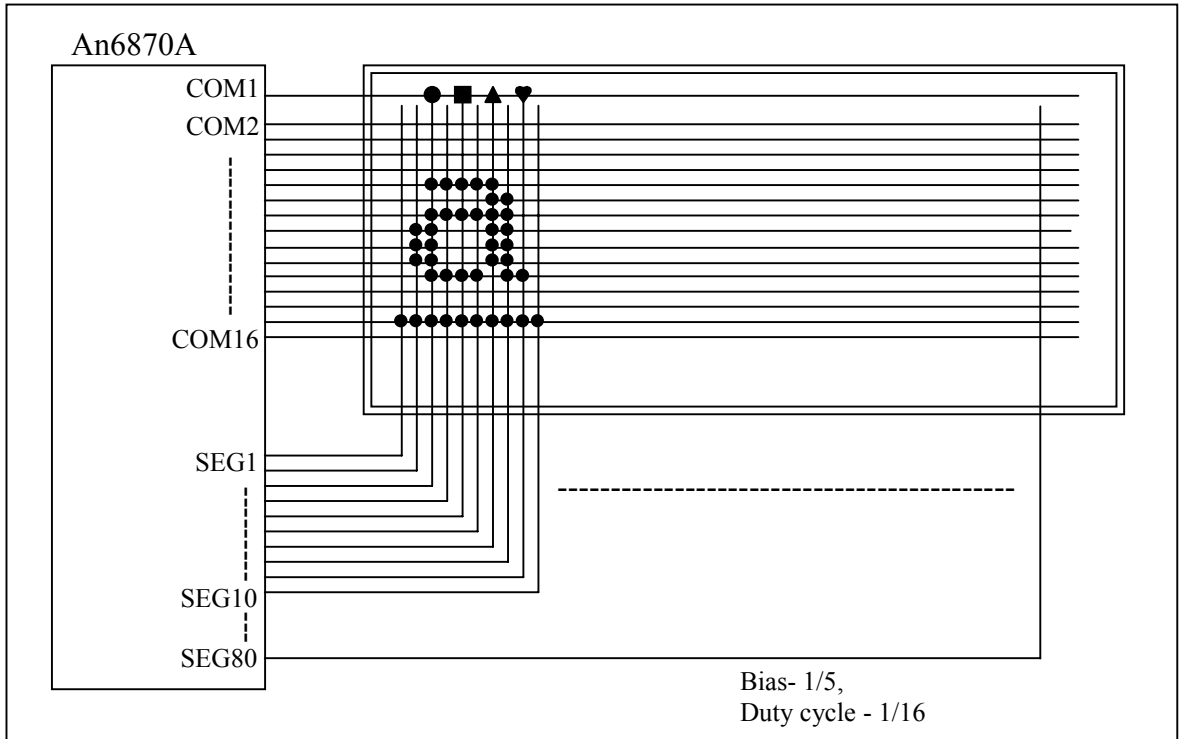 An6870A
COM1
COM2
COM16
SEG1
SEG10
SEG80
Bias- 1/5,
Duty cycle - 1/16